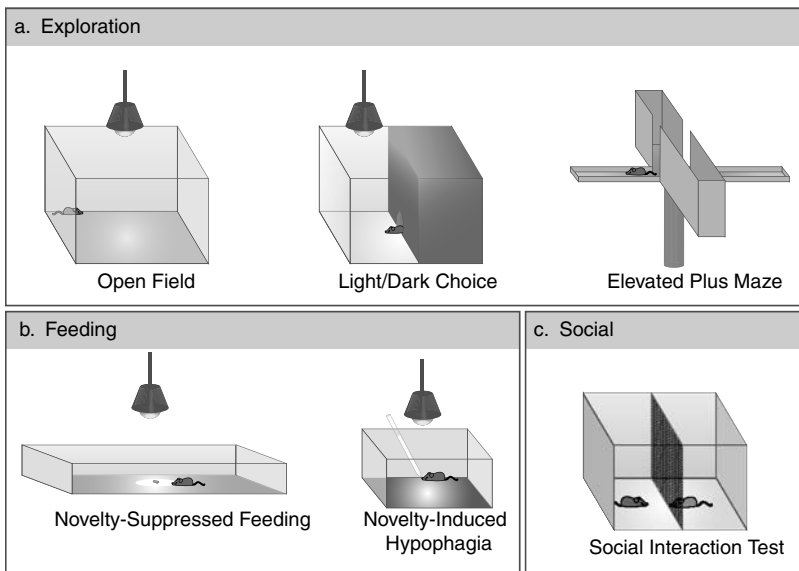 a. Exploration
Open Field
Light/Dark Choice
Elevated Plus Maze
b. Feeding
Novelty-Suppressed Feeding
Novelty-Induced
Hypophagia
c. Social
Social Interaction Test